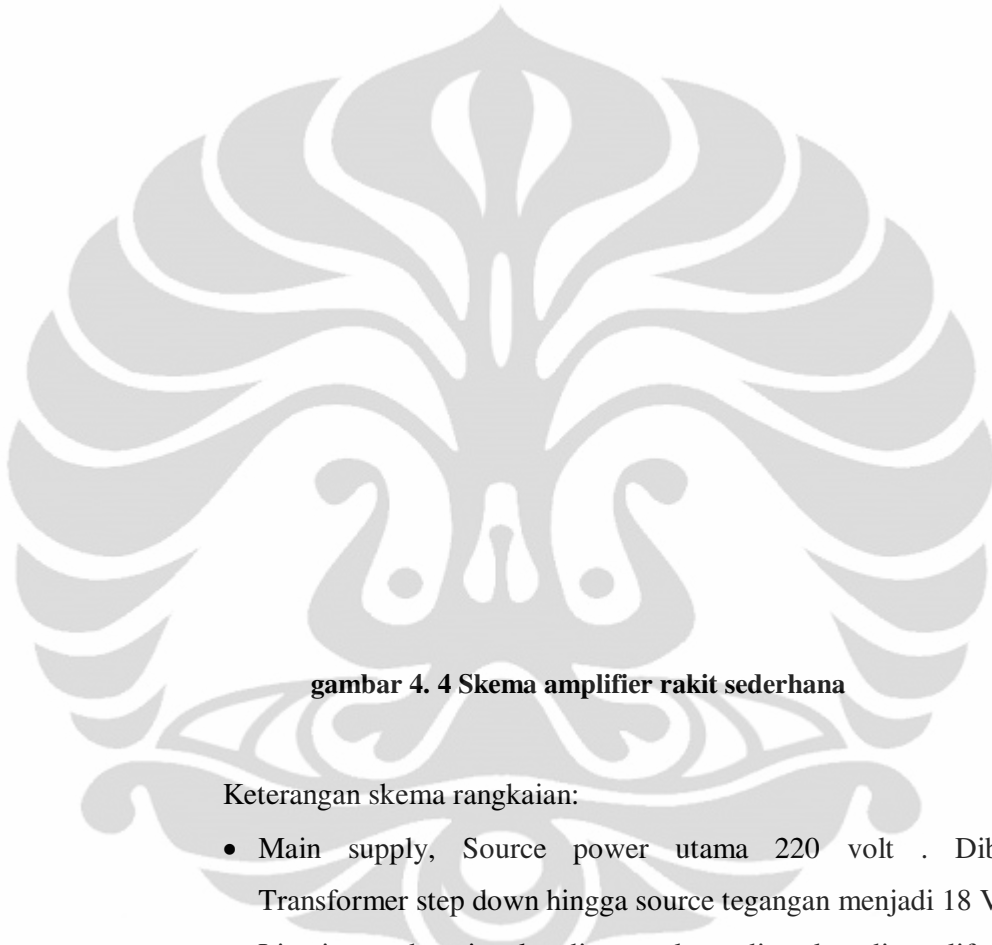 gambar 4. 4 Skema amplifier rakit sederhana
Keterangan skema rangkaian:
• Main supply, Source power utama 220 volt . Dib
Transformer step down hingga source tegangan menjadi 18 V